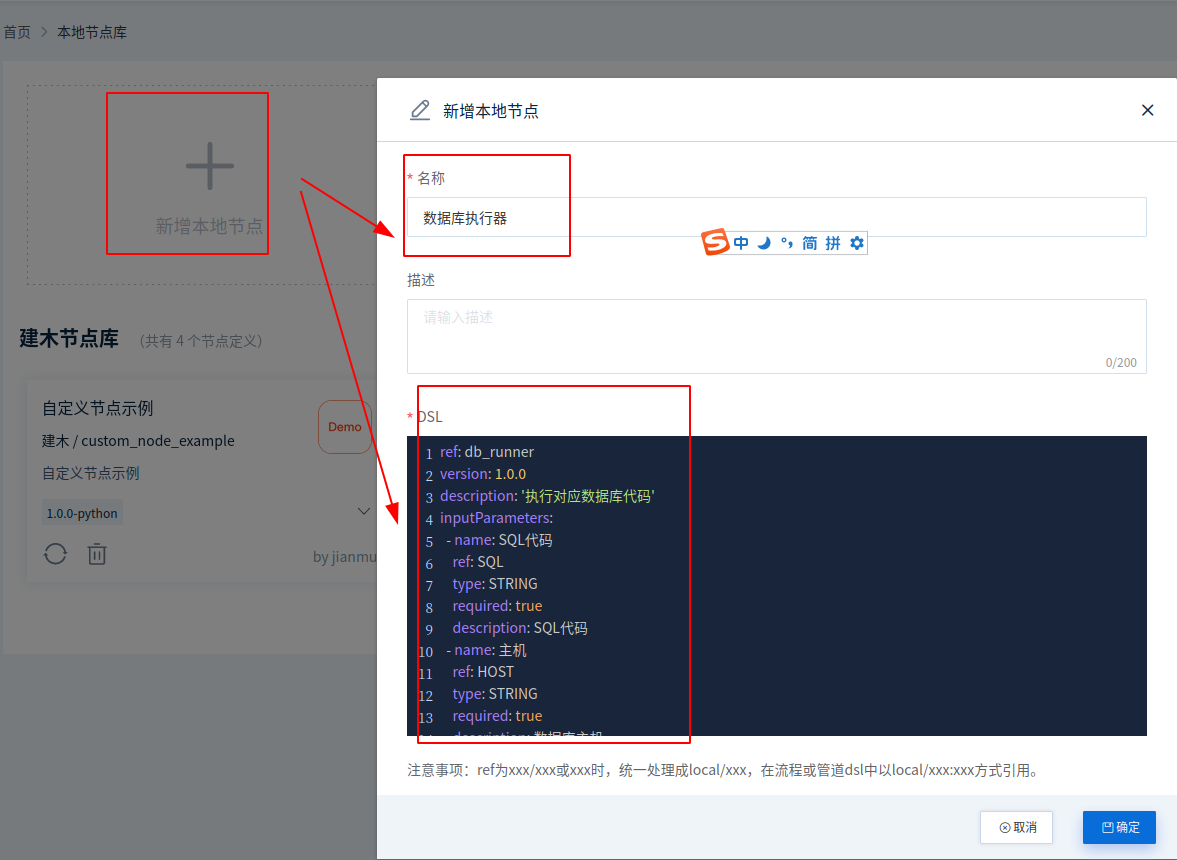 首页 > 本地节点库
新增本地节点
建木节点库 (共有 4 个节点定义)
自定义节点示例
Demo
建木 / custom_node_example
自定义节点示例
1.0.0-python
by jianmu
新增本地节点
* 名称
数据库执行器
中 °, 简 拼
描述
请输入描述
0/200
* DSL
1 ref: db_runner
2 version: 1.0.0
3 description: '执行对应数据库代码'
4 inputParameters:
5 - name: SQL代码
6 ref: SQL
7 type: STRING
8 required: true
9 description: SQL代码
10 - name: 主机
11 ref: HOST
12 type: STRING
13 required: true
description: 数据库主机
注意事项：ref为xxx/xxx或xxx时，统一处理成local/xxx，在流程或管道dsl中以local/xxx:xxx方式引用。
取消
确定